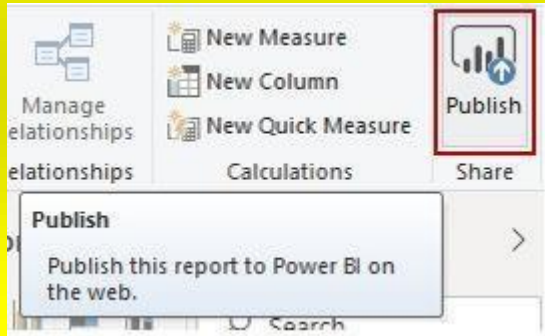 New Measure
New Column
New Quick Measure
Manage
elationships
Publish
elationships
Calculations
Share
Publish
Publish this report to Power BI on
the web.
Search